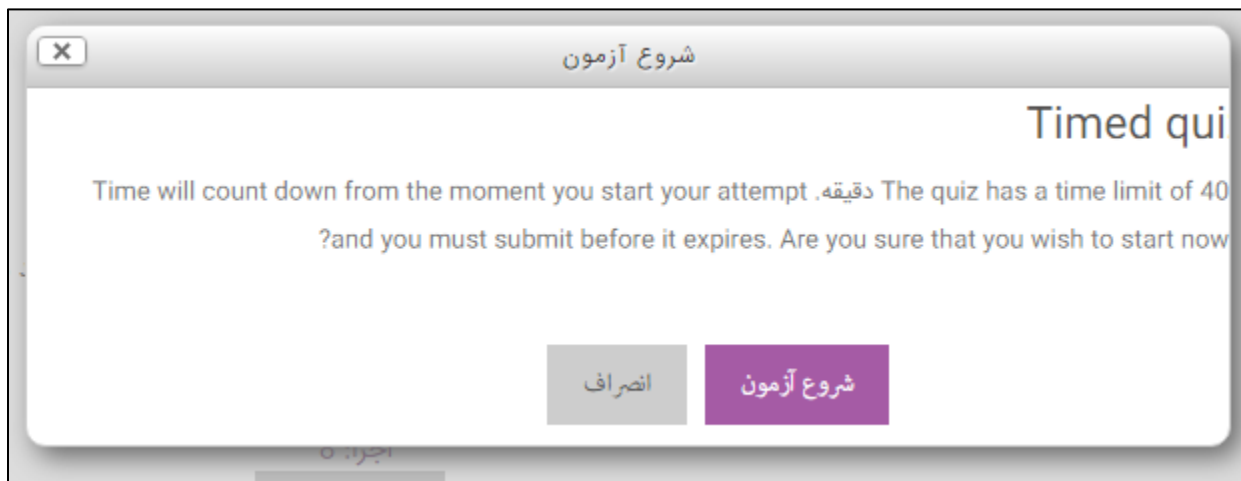 شروع آزمون
Timed qui
The quiz has a time limit of 40 دقیقه. Time will count down from the moment you start your attempt
and you must submit before it expires. Are you sure that you wish to start now?
شروع آزمون
انصراف